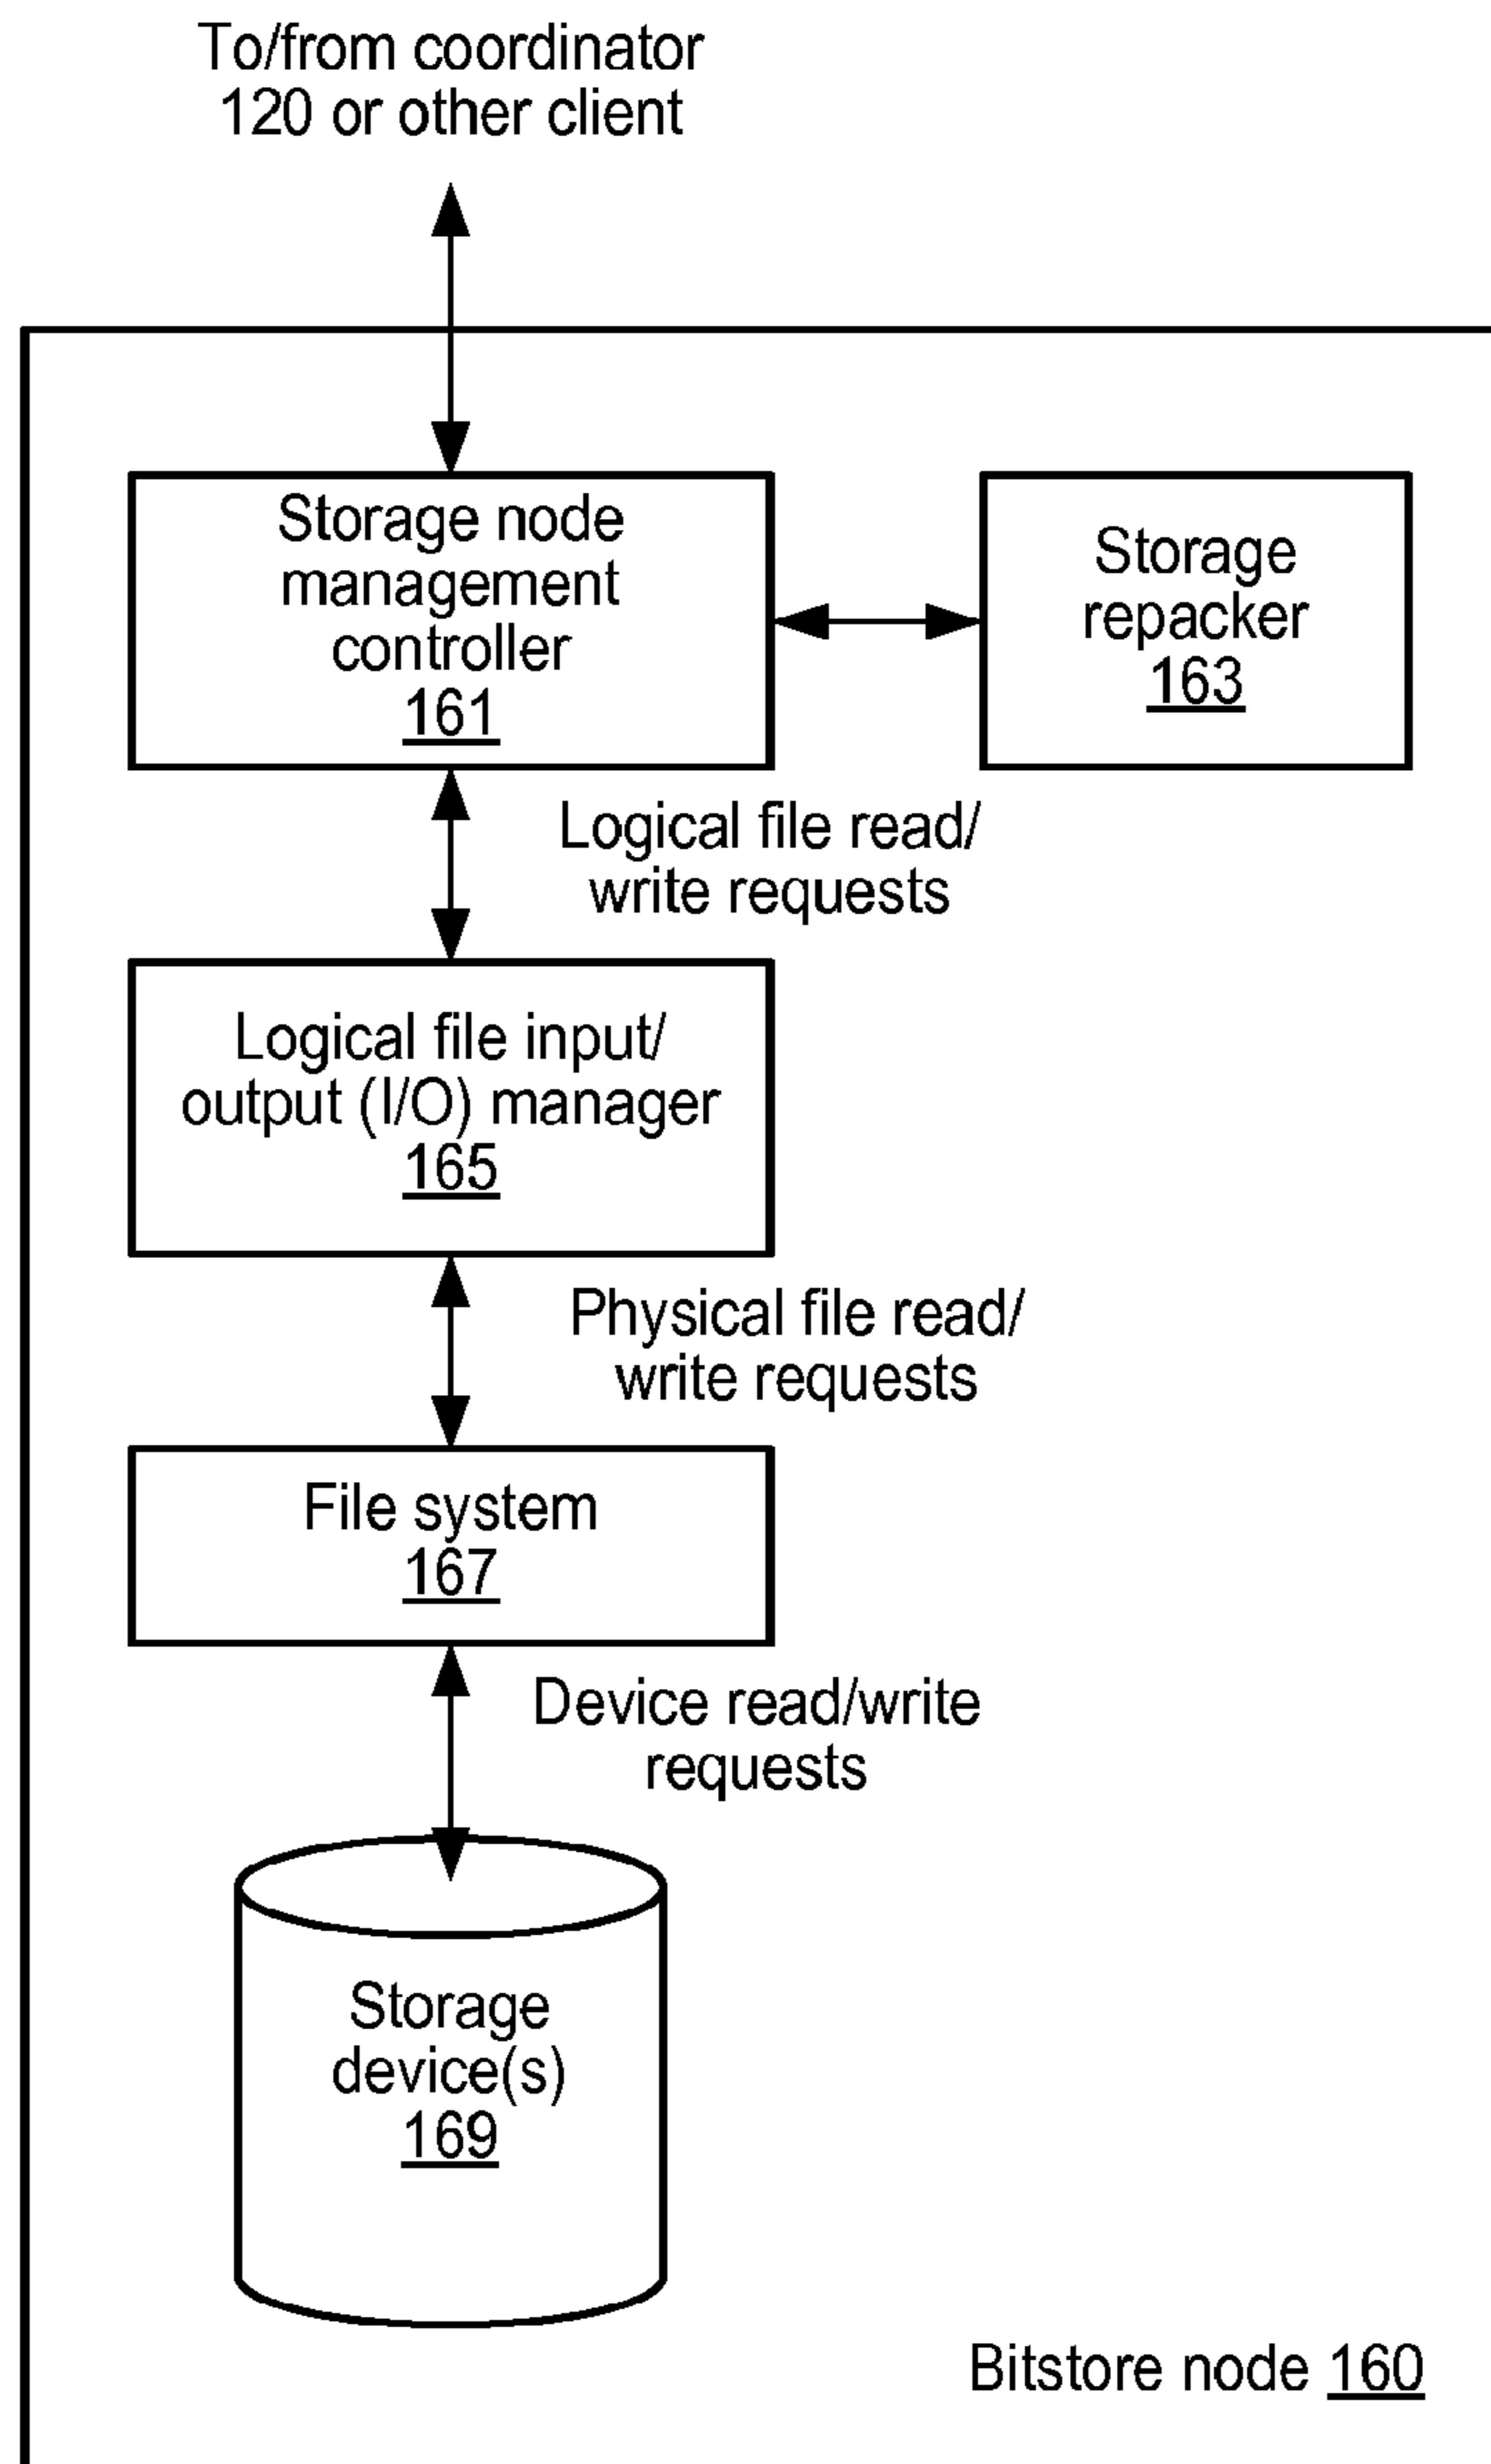 To/from coordinator
120 or other client
Storage node
management
controller
161
Storage
repacker
163
Logical file read/
write requests
Logical file input/
output (I/O) manager
165
Physical file read/
write requests
File system
167
Device read/write
requests
Storage
device(s)
169
Bitstore node 160